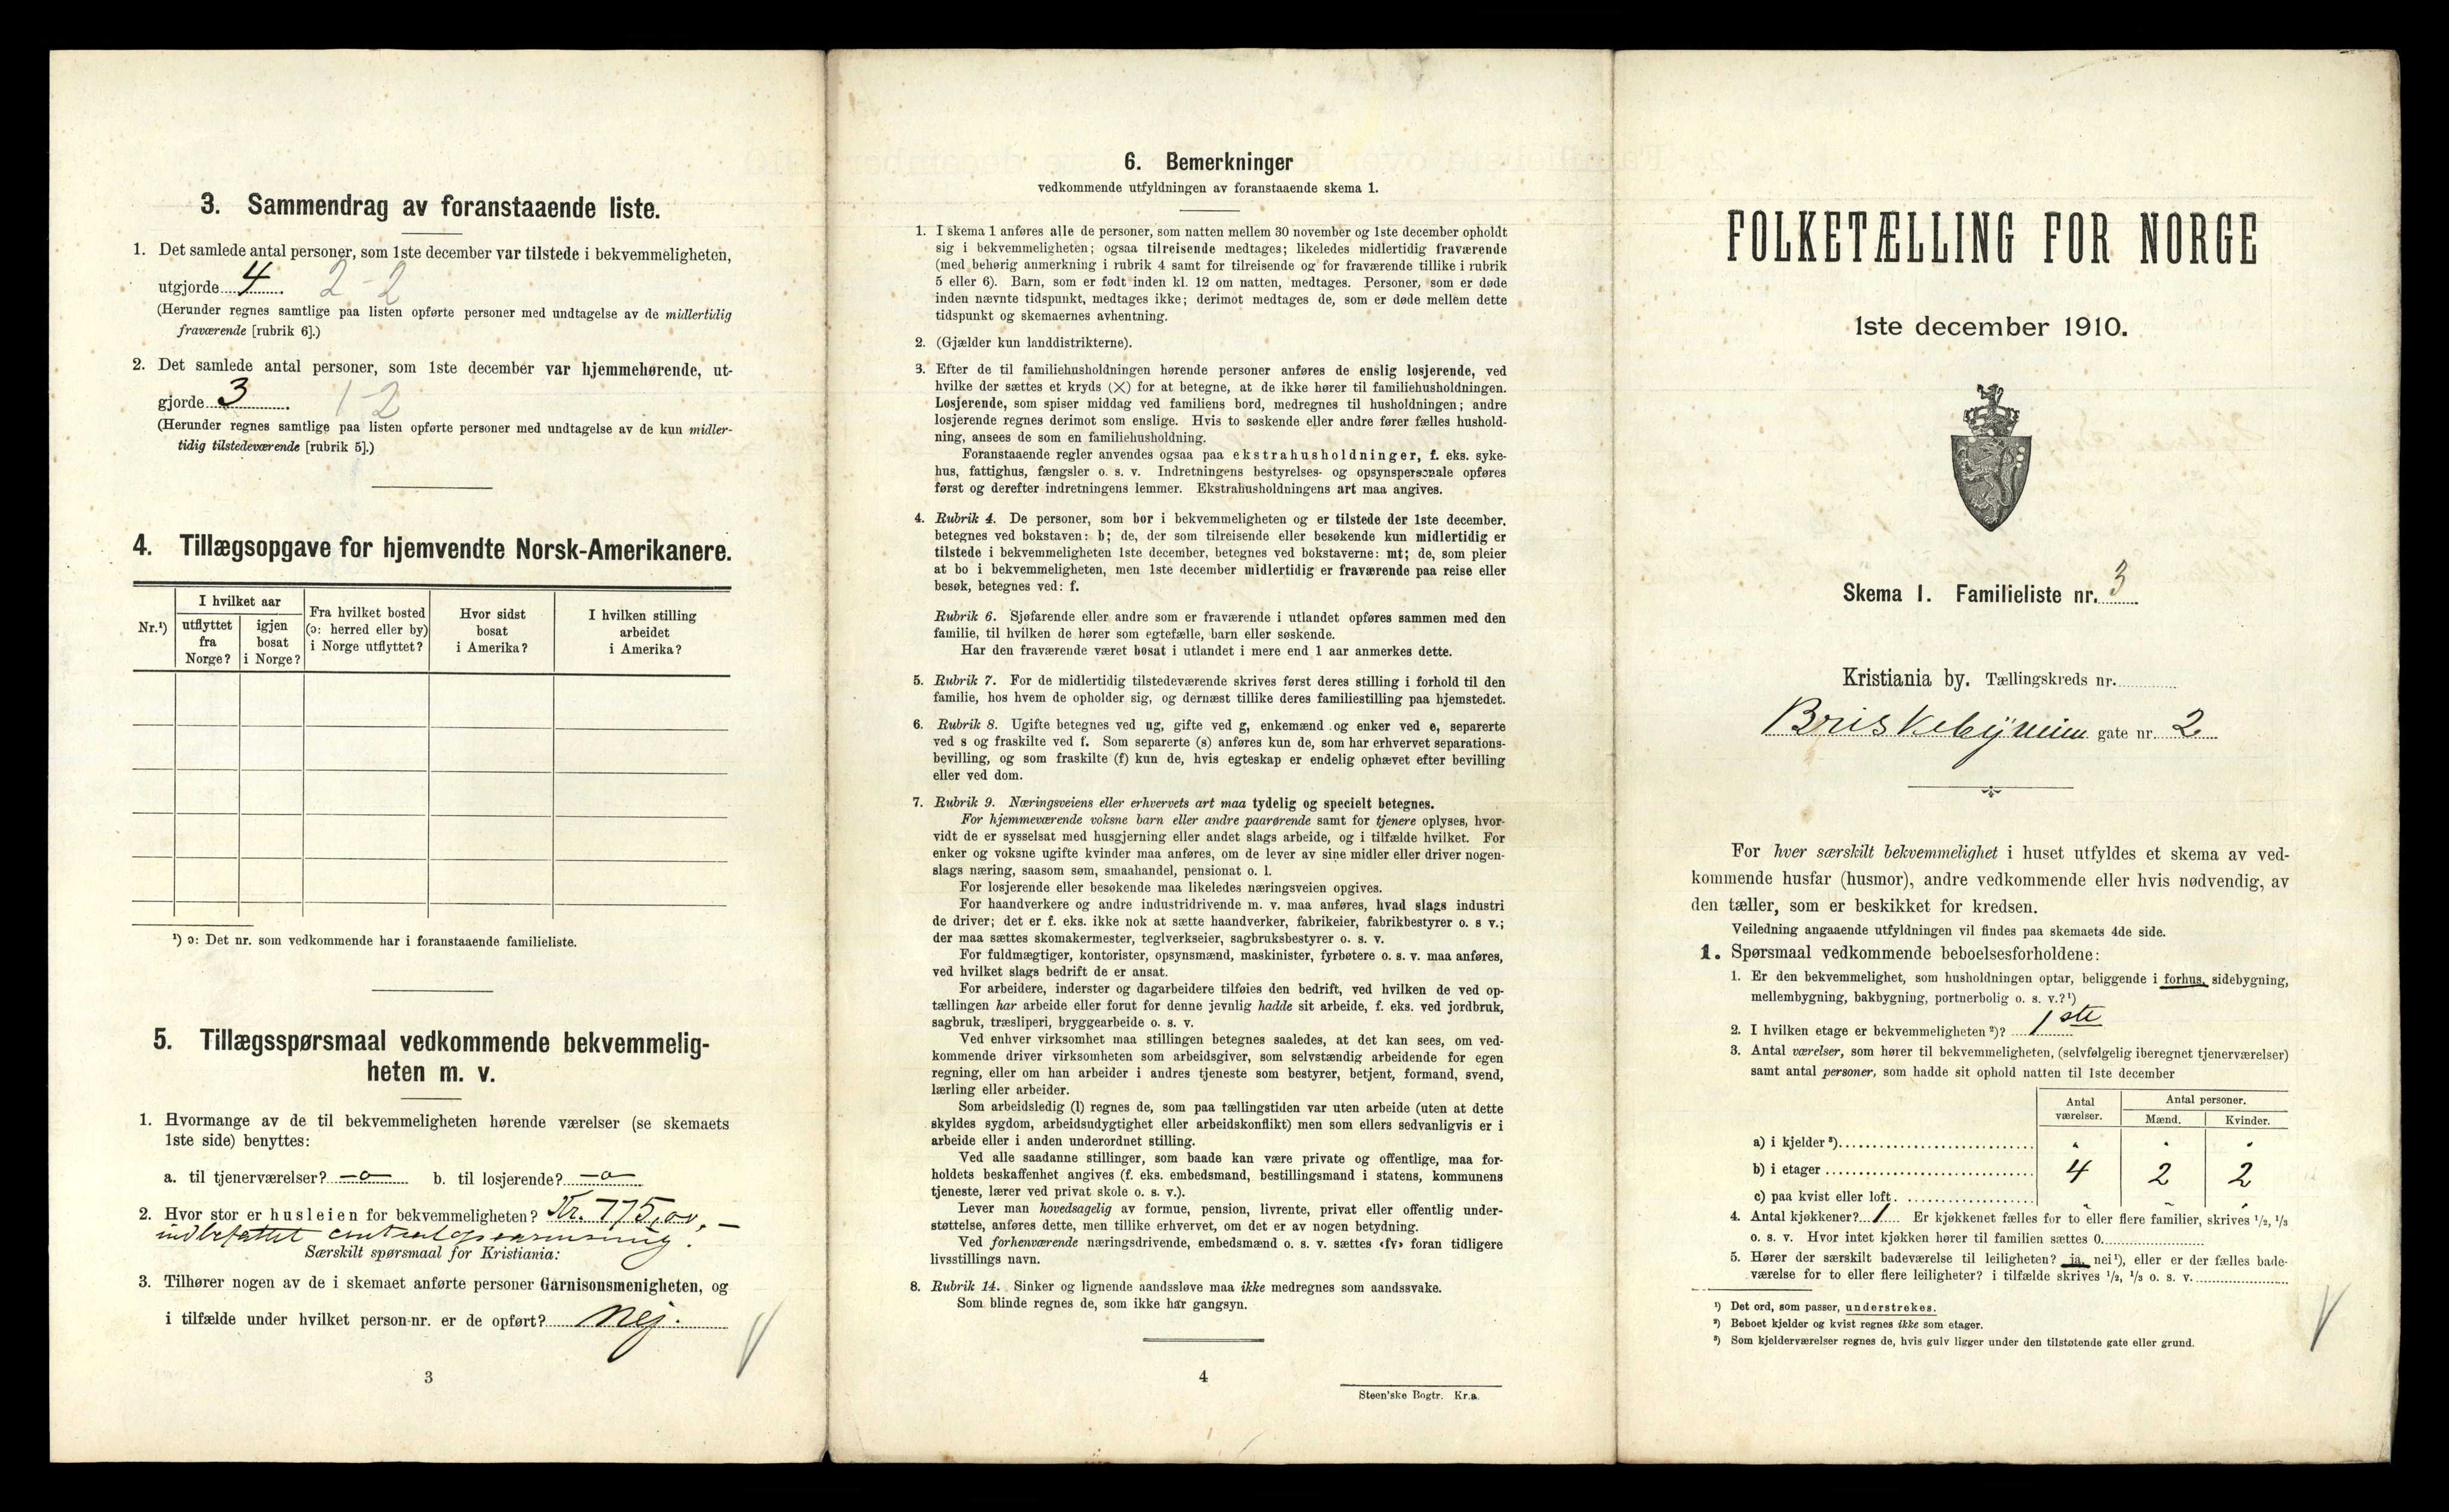 3. Sammendrag av foranstaaende liste.
1. Det samlede antal personer, som 1ste december var tilstede i bekvemmeligheten,
utgjorde 4. 2-2
(Herunder regnes samtlige paa listen opførte personer med undtagelse av de midlertidig
fraværende [rubrik 6].)
2. Det samlede antal personer, som 1ste december var hjemmehørende, ut-
gjorde 3. 1 2
(Herunder regnes samtlige paa listen opførte personer med undtagelse av de kun midler-
tidig tilstedeværende [rubrik 5].)
4. Tillægsopgave for hjemvendte Norsk-Amerikanere.
Nr.¹)
I hvilket aar
utflyttet
fra
Norge?
igjen
bosat
i Norge?
Fra hvilket bosted
(ɔ: herred eller by)
i Norge utflyttet?
Hvor sidst
bosat
i Amerika?
I hvilken stilling
arbeidet
i Amerika?
¹) ɔ: Det nr. som vedkommende har i foranstaaende familieliste.
5. Tillægsspørsmaal vedkommende bekvemmelig-
heten m. v.
1. Hvormange av de til bekvemmeligheten hørende værelser (se skemaets
1ste side) benyttes:
a. til tjenerværelser? —o— b. til losjerende? —o—
2. Hvor stor er husleien for bekvemmeligheten? Kr. 775,00, —
indbefattet centralopvarmning.
Særskilt spørsmaal for Kristiania:
3. Tilhører nogen av de i skemaet anførte personer Garnisonsmenigheten, og
i tilfælde under hvilket person-nr. er de opført? Nej.
3
6. Bemerkninger
vedkommende utfyldningen av foranstaaende skema 1.
1. I skema 1 anføres alle de personer, som natten mellem 30 november og 1ste december opholdt
sig i bekvemmeligheten; ogsaa tilreisende medtages; likeledes midlertidig fraværende
(med behørig anmerkning i rubrik 4 samt for tilreisende og for fraværende tillike i rubrik
5 eller 6). Barn, som er født inden kl. 12 om natten, medtages. Personer, som er døde
inden nævnte tidspunkt, medtages ikke; derimot medtages de, som er døde mellem dette
tidspunkt og skemaernes avhentning.
2. (Gjælder kun landdistrikterne).
3. Efter de til familiehusholdningen hørende personer anføres de enslig losjerende, ved
hvilke der sættes et kryds (×) for at betegne, at de ikke hører til familiehusholdningen.
Losjerende, som spiser middag ved familiens bord, medregnes til husholdningen; andre
losjerende regnes derimot som enslige. Hvis to søskende eller andre fører fælles hushold-
ning, ansees de som en familiehusholdning.
Foranstaaende regler anvendes ogsaa paa ekstrahusholdninger, f. eks. syke-
hus, fattighus, fængsler o. s. v. Indretningens bestyrelses- og opsynspersonale opføres
først og derefter indretningens lemmer. Ekstrahusholdningens art maa angives.
4. Rubrik 4. De personer, som bor i bekvemmeligheten og er tilstede der 1ste december,
betegnes ved bokstaven: b; de, der som tilreisende eller besøkende kun midlertidig er
tilstede i bekvemmeligheten 1ste december, betegnes ved bokstaverne: mt; de, som pleier
at bo i bekvemmeligheten, men 1ste december midlertidig er fraværende paa reise eller
besøk, betegnes ved: f.
Rubrik 6. Sjøfarende eller andre som er fraværende i utlandet opføres sammen med den
familie, til hvilken de hører som egtefælle, barn eller søskende.
Har den fraværende været bosat i utlandet i mere end 1 aar anmerkes dette.
5. Rubrik 7. For de midlertidig tilstedeværende skrives først deres stilling i forhold til den
familie, hos hvem de opholder sig, og dernæst tillike deres familiestilling paa hjemstedet.
6. Rubrik 8. Ugifte betegnes ved ug, gifte ved g, enkemænd og enker ved e, separerte
ved s og fraskilte ved f. Som separerte (s) anføres kun de, som har erhvervet separations-
bevilling, og som fraskilte (f) kun de, hvis egteskap er endelig ophævet efter bevilling
eller ved dom.
7. Rubrik 9. Næringsveiens eller erhvervets art maa tydelig og specielt betegnes.
For hjemmeværende voksne barn eller andre paarørende samt for tjenere oplyses, hvor-
vidt de er sysselsat med husgjerning eller andet slags arbeide, og i tilfælde hvilket. For
enker og voksne ugifte kvinder maa anføres, om de lever av sine midler eller driver nogen-
slags næring, saasom søm, smaahandel, pensionat o. l.
For losjerende eller besøkende maa likeledes næringsveien opgives.
For haandverkere og andre industridrivende m. v. maa anføres, hvad slags industri
de driver; det er f. eks. ikke nok at sætte haandverker, fabrikeier, fabrikbestyrer o. s v.;
der maa sættes skomakermester, teglverkseier, sagbruksbestyrer o. s. v.
For fuldmægtiger, kontorister, opsynsmænd, maskinister, fyrbøtere o. s. v. maa anføres,
ved hvilket slags bedrift de er ansat.
For arbeidere, inderster og dagarbeidere tilføies den bedrift, ved hvilken de ved op-
tællingen har arbeide eller forut for denne jevnlig hadde sit arbeide, f. eks. ved jordbruk,
sagbruk, træsliperi, bryggearbeide o. s. v.
Ved enhver virksomhet maa stillingen betegnes saaledes, at det kan sees, om ved-
kommende driver virksomheten som arbeidsgiver, som selvstændig arbeidende for egen
regning, eller om han arbeider i andres tjeneste som bestyrer, betjent, formand, svend,
lærling eller arbeider.
Som arbeidsledig (l) regnes de, som paa tællingstiden var uten arbeide (uten at dette
skyldes sygdom, arbeidsudygtighet eller arbeidskonflikt) men som ellers sedvanligvis er i
arbeide eller i anden underordnet stilling.
Ved alle saadanne stillinger, som baade kan være private og offentlige, maa for-
holdets beskaffenhet angives (f. eks. embedsmand, bestillingsmand i statens, kommunens
tjeneste, lærer ved privat skole o. s. v.).
Lever man hovedsagelig av formue, pension, livrente, privat eller offentlig under-
støttelse, anføres dette, men tillike erhvervet, om det er av nogen betydning.
Ved forhenværende næringsdrivende, embedsmænd o. s. v. sættes «fv» foran tidligere
livsstillings navn.
8. Rubrik 14. Sinker og lignende aandssløve maa ikke medregnes som aandssvake.
Som blinde regnes de, som ikke har gangsyn.
4
Steen'ske Bogtr. Kr.a.
FOLKETÆLLING FOR NORGE
1ste december 1910.
Skema 1. Familieliste nr. 3
Kristiania by. Tællingskreds nr.
Briskebyveien gate nr. 2
For hver særskilt bekvemmelighet i huset utfyldes et skema av ved-
kommende husfar (husmor), andre vedkommende eller hvis nødvendig, av
den tæller, som er beskikket for kredsen.
Veiledning angaaende utfyldningen vil findes paa skemaets 4de side.
1. Spørsmaal vedkommende beboelsesforholdene:
1. Er den bekvemmelighet, som husholdningen optar, beliggende i forhus, sidebygning,
mellembygning, bakbygning, portnerbolig o. s. v.?¹)
2. I hvilken etage er bekvemmeligheten ²)? 1ste
3. Antal værelser, som hører til bekvemmeligheten, (selvfølgelig iberegnet tjenerværelser)
samt antal personer, som hadde sit ophold natten til 1ste december
Antal
værelser.
Antal personer.
Mænd. Kvinder.
a) i kjelder ³) " " "
b) i etager 4 2 2
c) paa kvist eller loft. " " "
4. Antal kjøkkener? 1 Er kjøkkenet fælles for to eller flere familier, skrives ¹/₂, ¹/₃
o. s. v. Hvor intet kjøkken hører til familien sættes 0.
5. Hører der særskilt badeværelse til leiligheten? ja, nei¹), eller er der fælles bade-
værelse for to eller flere leiligheter? i tilfælde skrives ¹/₂, ¹/₃ o. s. v.
¹) Det ord, som passer, understrekes.
²) Beboet kjelder og kvist regnes ikke som etager.
³) Som kjelderværelser regnes de, hvis gulv ligger under den tilstøtende gate eller grund.